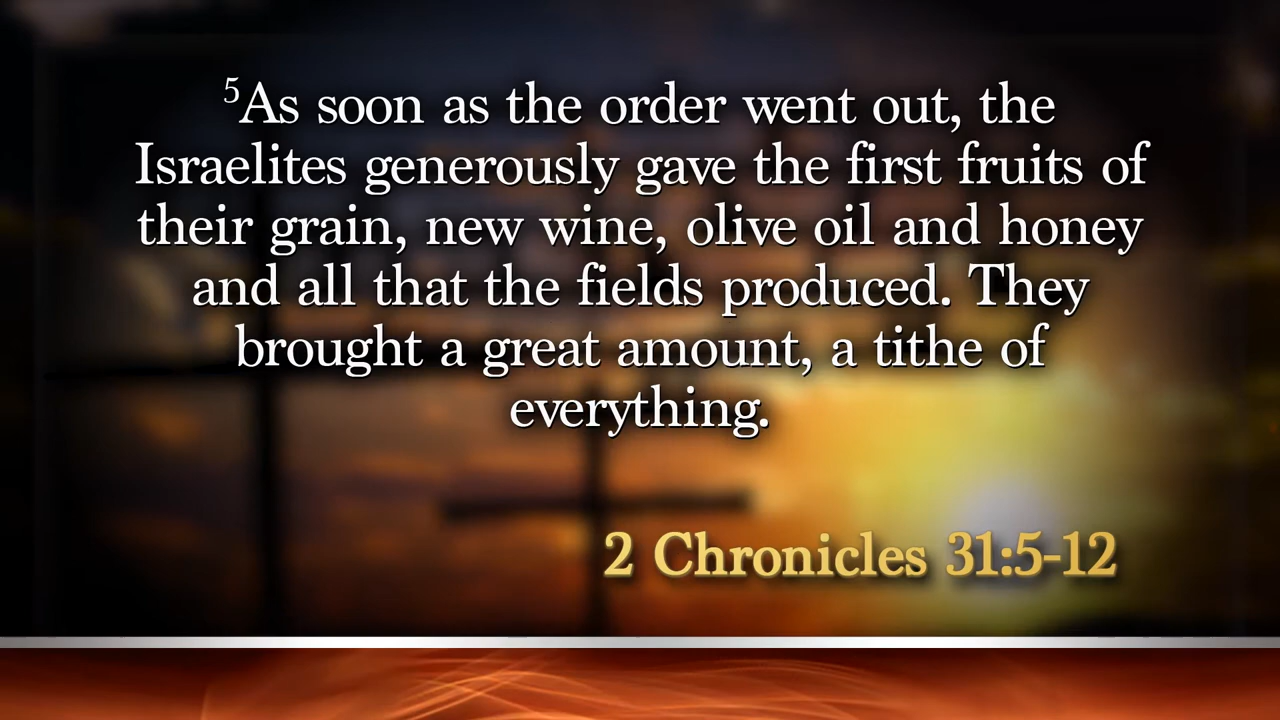 ⁵As soon as the order went out, the
Israelites generously gave the first fruits of
their grain, new wine, olive oil and honey
and all that the fields produced. They
brought a great amount, a tithe of
everything.
2 Chronicles 31:5-12